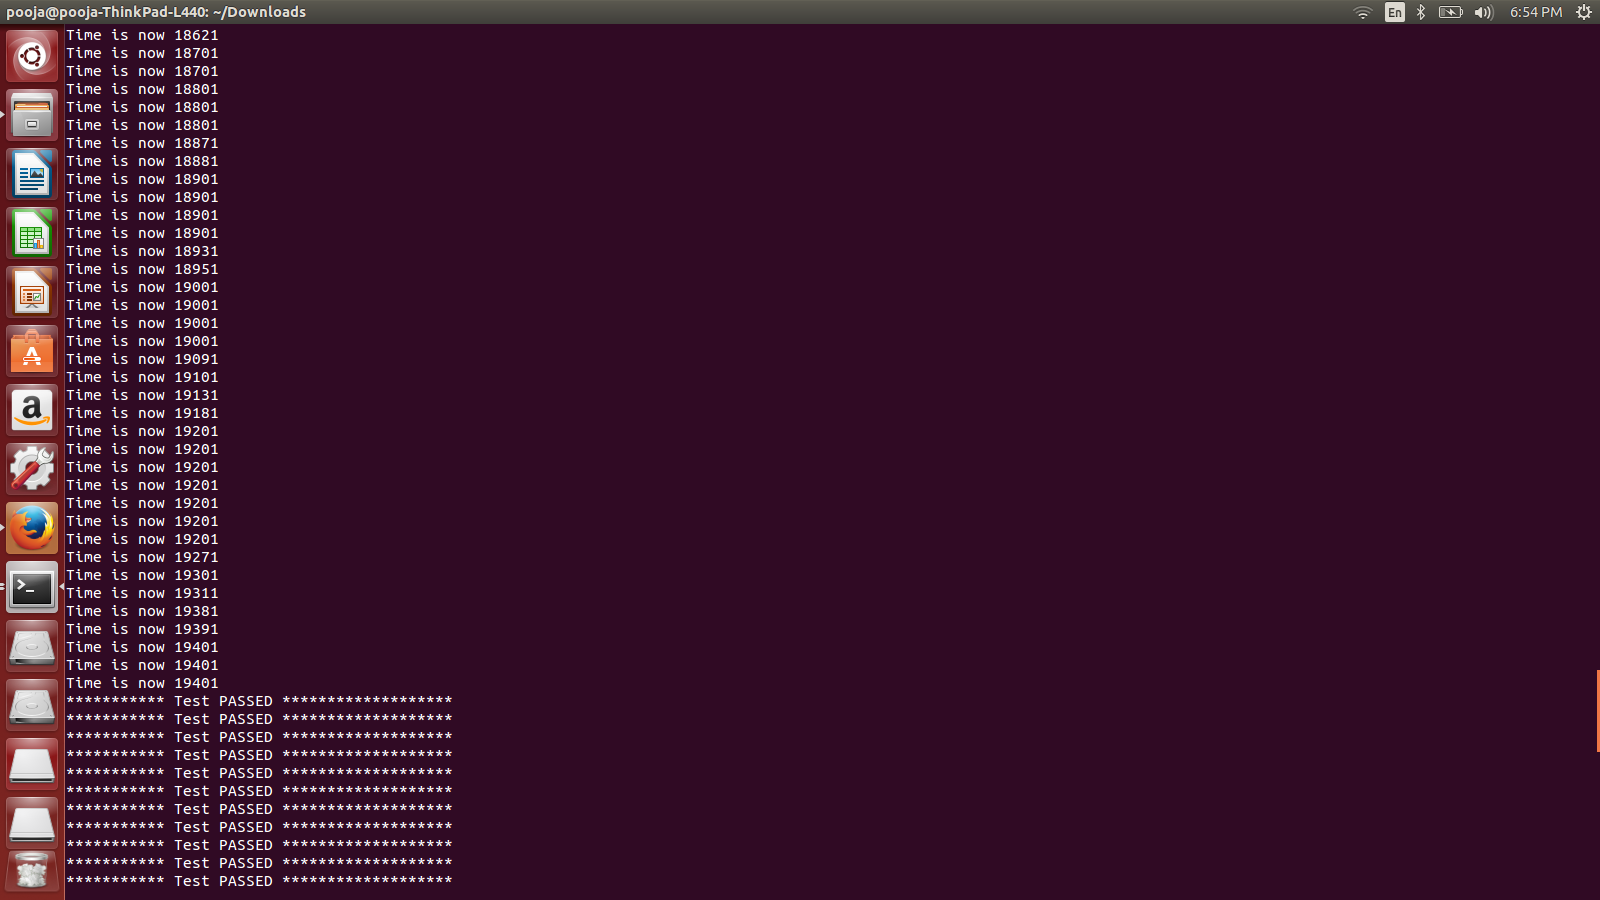 pooja@pooja-ThinkPad-L440: ~/Downloads
En
6:54 PM
Time is now 18621
Time is now 18701
Time is now 18701
Time is now 18801
Time is now 18801
Time is now 18801
Time is now 18871
Time is now 18881
Time is now 18901
Time is now 18901
Time is now 18901
Time is now 18901
Time is now 18931
Time is now 18951
Time is now 19001
Time is now 19001
Time is now 19001
Time is now 19001
Time is now 19091
Time is now 19101
Time is now 19131
Time is now 19181
Time is now 19201
Time is now 19201
Time is now 19201
Time is now 19201
Time is now 19201
Time is now 19201
Time is now 19201
Time is now 19271
Time is now 19301
Time is now 19311
Time is now 19381
Time is now 19391
Time is now 19401
Time is now 19401
Time is now 19401
*********** Test PASSED *******************
*********** Test PASSED *******************
*********** Test PASSED *******************
*********** Test PASSED *******************
*********** Test PASSED *******************
*********** Test PASSED *******************
*********** Test PASSED *******************
*********** Test PASSED *******************
*********** Test PASSED *******************
*********** Test PASSED *******************
*********** Test PASSED *******************